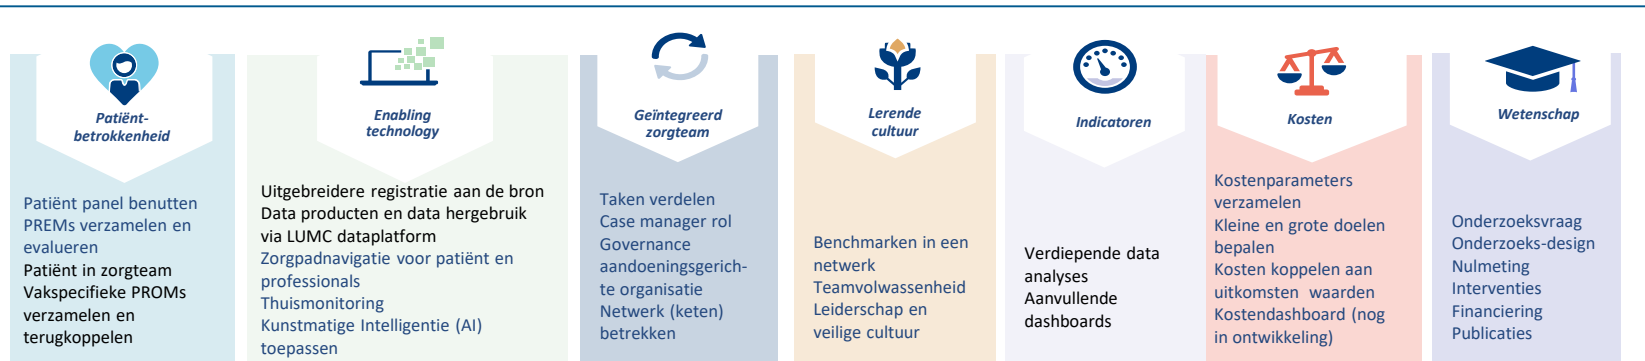 Patiënt-
betrokkenheid
Patiënt panel benutten
PREMs verzamelen en
evalueren
Patiënt in zorgteam
Vakspecifieke PROMs
verzamelen en
terugkoppelen
Enabling
technology
Uitgebreidere registratie aan de bron
Data producten en data hergebruik
via LUMC dataplatform
Zorgpadnavigatie voor patiënt en
professionals
Thuismonitoring
Kunstmatige Intelligentie (AI)
toepassen
Geïntegreerd
zorgteam
Taken verdelen
Case manager rol
Governance
aandoeningsgerich-
te organisatie
Netwerk (keten)
betrekken
Lerende
cultuur
Benchmarken in een
netwerk
Teamvolwassenheid
Leiderschap en
veilige cultuur
Indicatoren
Verdiepende data
analyses
Aanvullende
dashboards
Kosten
Kostenparameters
verzamelen
Kleine en grote doelen
bepalen
Kosten koppelen aan
uitkomsten waarden
Kostendashboard (nog
in ontwikkeling)
Wetenschap
Onderzoeksvraag
Onderzoeks-design
Nulmeting
Interventies
Financiering
Publicaties